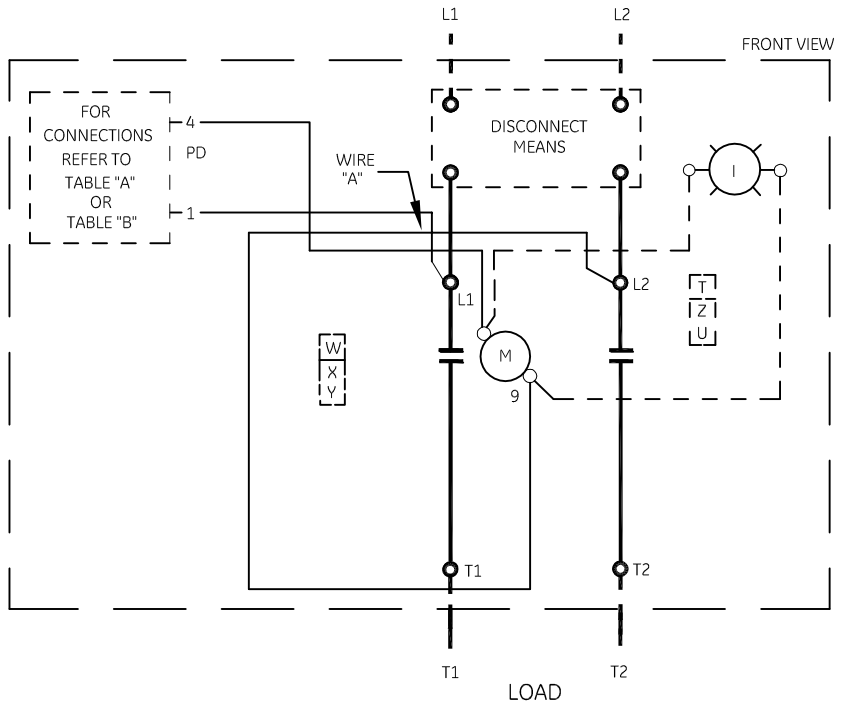 L1
L2
FRONT VIEW
FOR
CONNECTIONS
REFER TO
TABLE "A"
OR
TABLE "B"
4
PD
1
WIRE
"A"
DISCONNECT
MEANS
I
L1
L2
T
Z
U
W
X
Y
M
9
T1
T2
T1
T2
LOAD